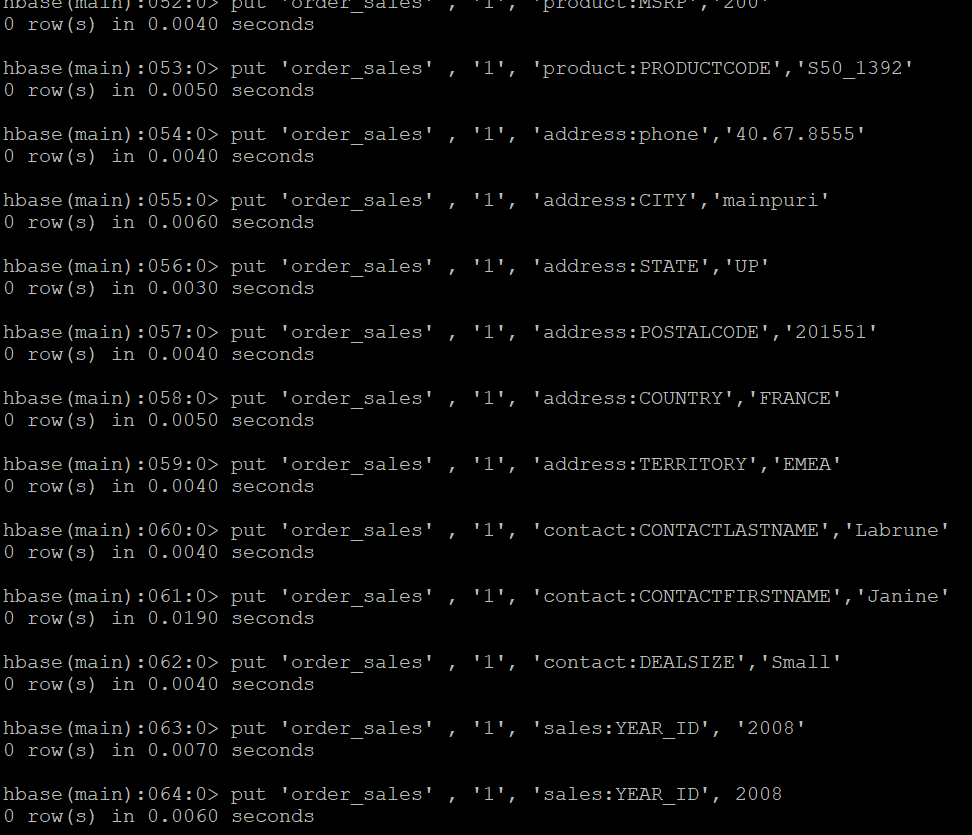 hbase(main):052:0> put 'order_sales' , '1', 'product:MSRP','200'
0 row(s) in 0.0040 seconds
hbase(main):053:0> put 'order_sales' , '1', 'product:PRODUCTCODE','S50_1392'
0 row(s) in 0.0050 seconds
hbase(main):054:0> put 'order_sales' , '1', 'address:phone','40.67.8555'
0 row(s) in 0.0040 seconds
hbase(main):055:0> put 'order_sales' , '1', 'address:CITY','mainpuri'
0 row(s) in 0.0060 seconds
hbase(main):056:0> put 'order_sales' , '1', 'address:STATE','UP'
0 row(s) in 0.0030 seconds
hbase(main):057:0> put 'order_sales' , '1', 'address:POSTALCODE','201551'
0 row(s) in 0.0040 seconds
hbase(main):058:0> put 'order_sales' , '1', 'address:COUNTRY','FRANCE'
0 row(s) in 0.0050 seconds
hbase(main):059:0> put 'order_sales' , '1', 'address:TERRITORY','EMEA'
0 row(s) in 0.0040 seconds
hbase(main):060:0> put 'order_sales' , '1', 'contact:CONTACTLASTNAME','Labrune'
0 row(s) in 0.0040 seconds
hbase(main):061:0> put 'order_sales' , '1', 'contact:CONTACTFIRSTNAME','Janine'
0 row(s) in 0.0190 seconds
hbase(main):062:0> put 'order_sales' , '1', 'contact:DEALSIZE','Small'
0 row(s) in 0.0040 seconds
hbase(main):063:0> put 'order_sales' , '1', 'sales:YEAR_ID', '2008'
0 row(s) in 0.0070 seconds
hbase(main):064:0> put 'order_sales' , '1', 'sales:YEAR_ID', 2008
0 row(s) in 0.0060 seconds